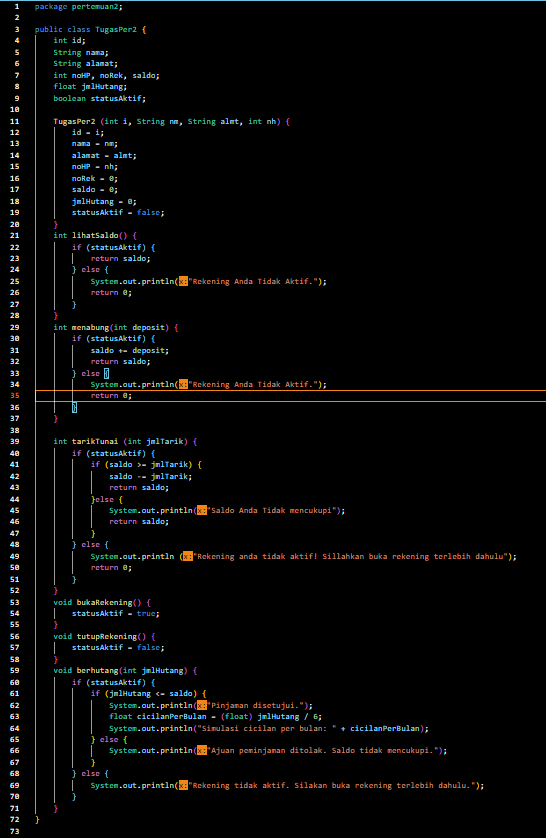 1 package pertemuan2;
2
3 public class TugasPer2 {
4     int id;
5     String nama;
6     String alamat;
7     int noHP, noRek, saldo;
8     float jmlHutang;
9     boolean statusAktif;
10
11     TugasPer2 (int i, String nm, String almt, int nh) {
12         id = i;
13         nama = nm;
14         alamat = almt;
15         noHP = nh;
16         noRek = 0;
17         saldo = 0;
18         jmlHutang = 0;
19         statusAktif = false;
20     }
21     int lihatSaldo() {
22         if (statusAktif) {
23             return saldo;
24         } else {
25             System.out.println(x:"Rekening Anda Tidak Aktif.");
26             return 0;
27         }
28     }
29     int menabung(int deposit) {
30         if (statusAktif) {
31             saldo += deposit;
32             return saldo;
33         } else {
34             System.out.println(x:"Rekening Anda Tidak Aktif.");
35             return 0;
36         }
37     }
38
39     int tarikTunai (int jmlTarik) {
40         if (statusAktif) {
41             if (saldo >= jmlTarik) {
42                 saldo -= jmlTarik;
43                 return saldo;
44             }else {
45                 System.out.println(x:"Saldo Anda Tidak mencukupi");
46                 return saldo;
47             }
48         } else {
49             System.out.println (x:"Rekening anda tidak aktif! Sillahkan buka rekening terlebih dahulu");
50             return 0;
51         }
52     }
53     void bukaRekening() {
54         statusAktif = true;
55     }
56     void tutupRekening() {
57         statusAktif = false;
58     }
59     void berhutang(int jmlHutang) {
60         if (statusAktif) {
61             if (jmlHutang <= saldo) {
62                 System.out.println(x:"Pinjaman disetujui.");
63                 float cicilanPerBulan = (float) jmlHutang / 6;
64                 System.out.println("Simulasi cicilan per bulan: " + cicilanPerBulan);
65             } else {
66                 System.out.println(x:"Ajuan peminjaman ditolak. Saldo tidak mencukupi.");
67             }
68         } else {
69             System.out.println(x:"Rekening tidak aktif. Silakan buka rekening terlebih dahulu.");
70         }
71     }
72 }
73